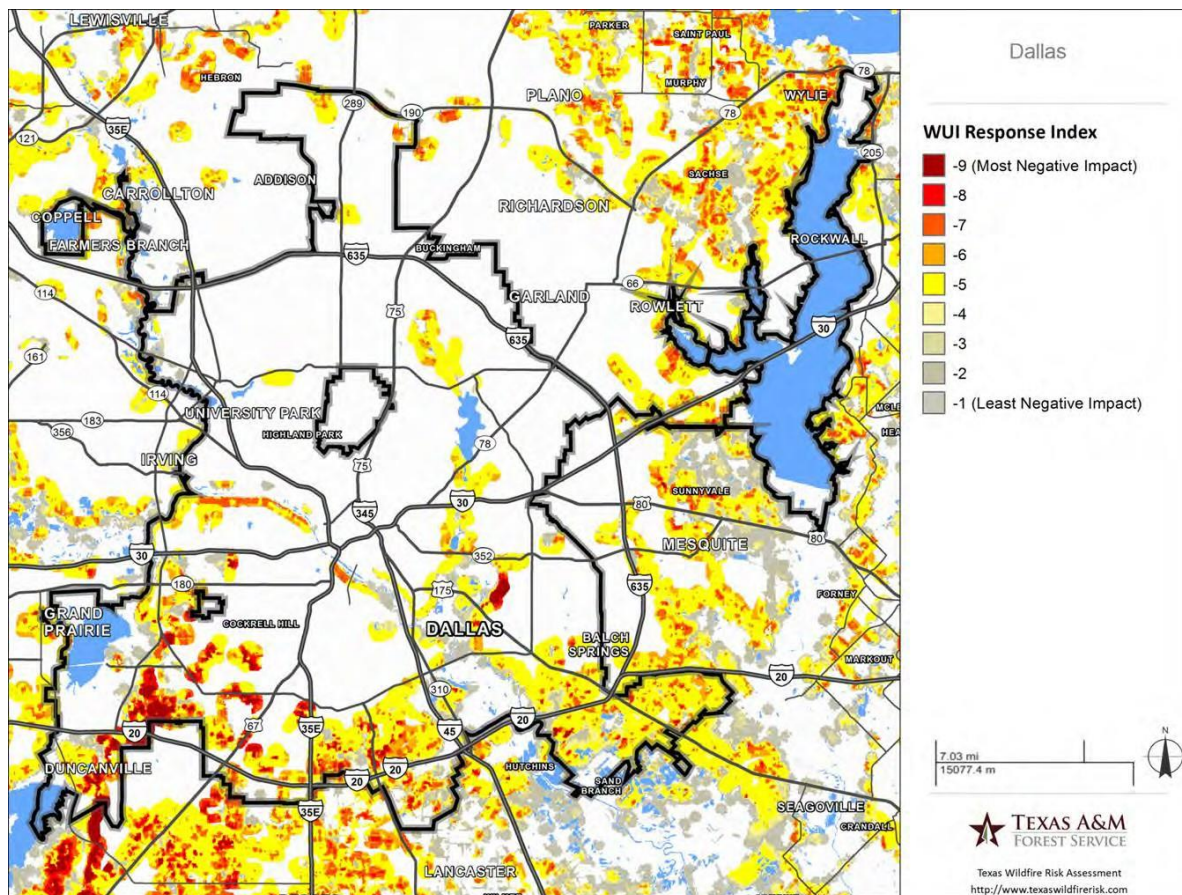 LEWISVILLE
PARKER
SAINT PAUL
Dallas
HEBRON
MURPHY
78
PLANO
WYLIE
289
190
78
35E
121
205
WUI Response Index
-9 (Most Negative Impact)
-8
-7
-6
-5
-4
-3
-2
-1 (Least Negative Impact)
ADDISON
SACHSE
CARROLLTON
COPPELL
RICHARDSON
FARMERS BRANCH
BUCKINGHAM
ROCKWALL
635
114
66
GARLAND
ROWLETT
75
30
635
161
114
UNIVERSITY PARK
183
356
HIGHLAND PARK
78
IRVING
75
SUNNYVALE
30
80
345
MESQUITE
80
30
352
635
180
175
FORNEY
GRAND
PRAIRIE
COCKRELL HILL
DALLAS
BALCH
SPRINGS
MARKOUT
20
310
67
35E
20
45
20
DUNCANVILLE
20
20
HUTCHINS
SAND
BRANCH
35E
SEAGOVILLE
CRANDALL
LANCASTER
N
7.03 mi
15077.4 m
TEXAS A&M
FOREST SERVICE
Texas Wildfire Risk Assessment
http://www.texaswildfirerisk.com